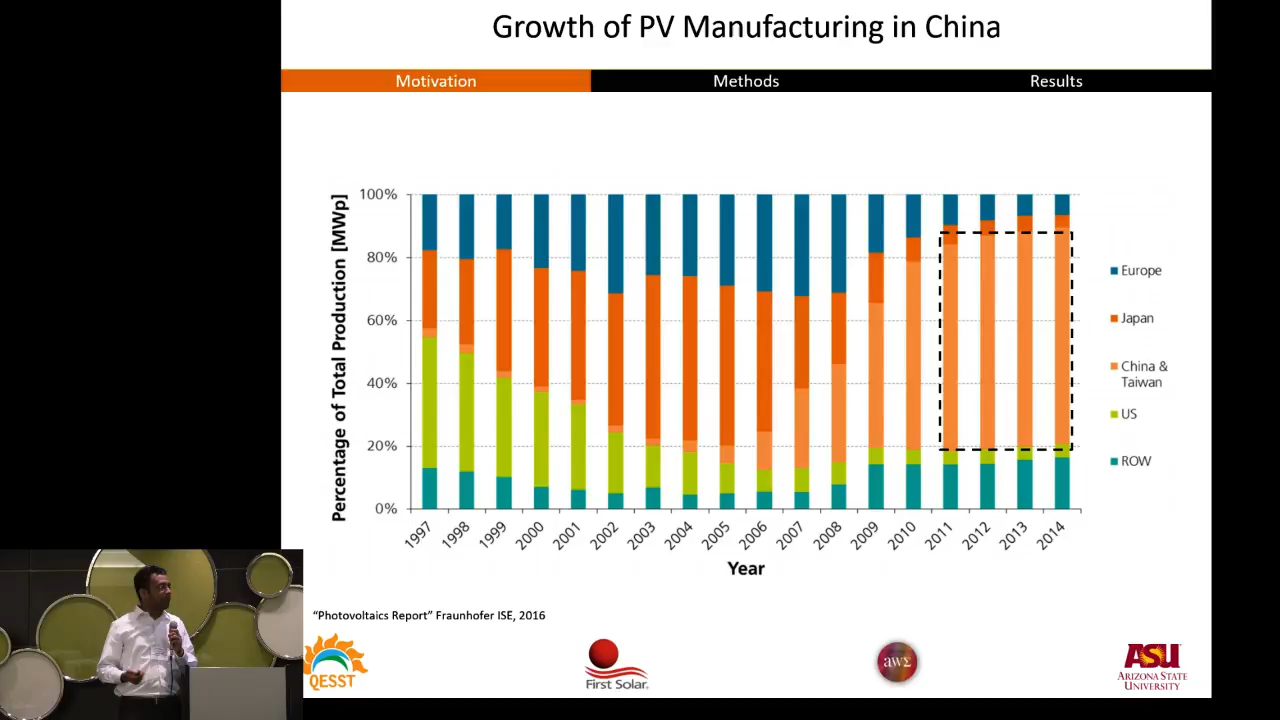 Growth of PV Manufacturing in China
Motivation
Methods
Results
Percentage of Total Production [MWp]
100%
80%
60%
40%
20%
0%
1997
1998
1999
2000
2001
2002
2003
2004
2005
2006
2007
2008
2009
2010
2011
2012
2013
2014
Year
Europe
Japan
China &
Taiwan
US
ROW
“Photovoltaics Report” Fraunhofer ISE, 2016
QESST
First Solar.
awΣ
ASU
ARIZONA STATE
UNIVERSITY